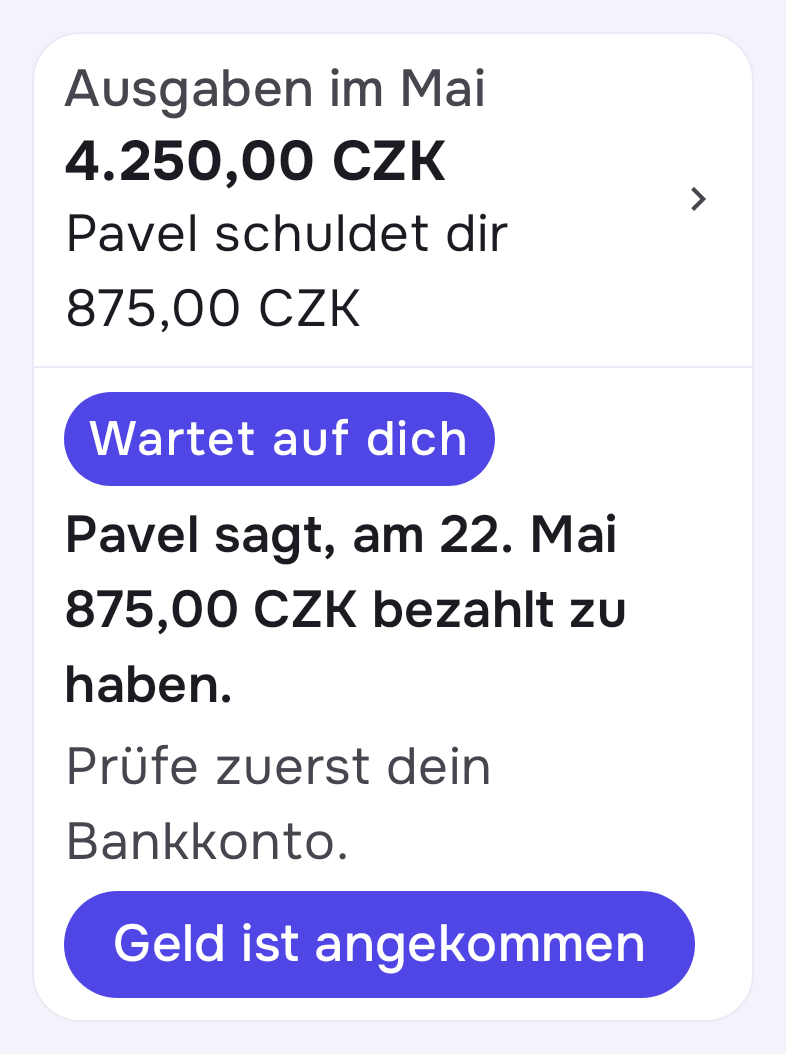 Ausgaben im Mai
4.250,00 CZK
Pavel schuldet dir
875,00 CZK
Wartet auf dich
Pavel sagt, am 22. Mai
875,00 CZK bezahlt zu
haben.
Prüfe zuerst dein
Bankkonto.
Geld ist angekommen